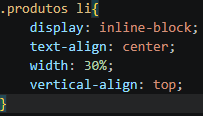 .produtos li{
    display: inline-block;
    text-align: center;
    width: 30%;
    vertical-align: top;
}